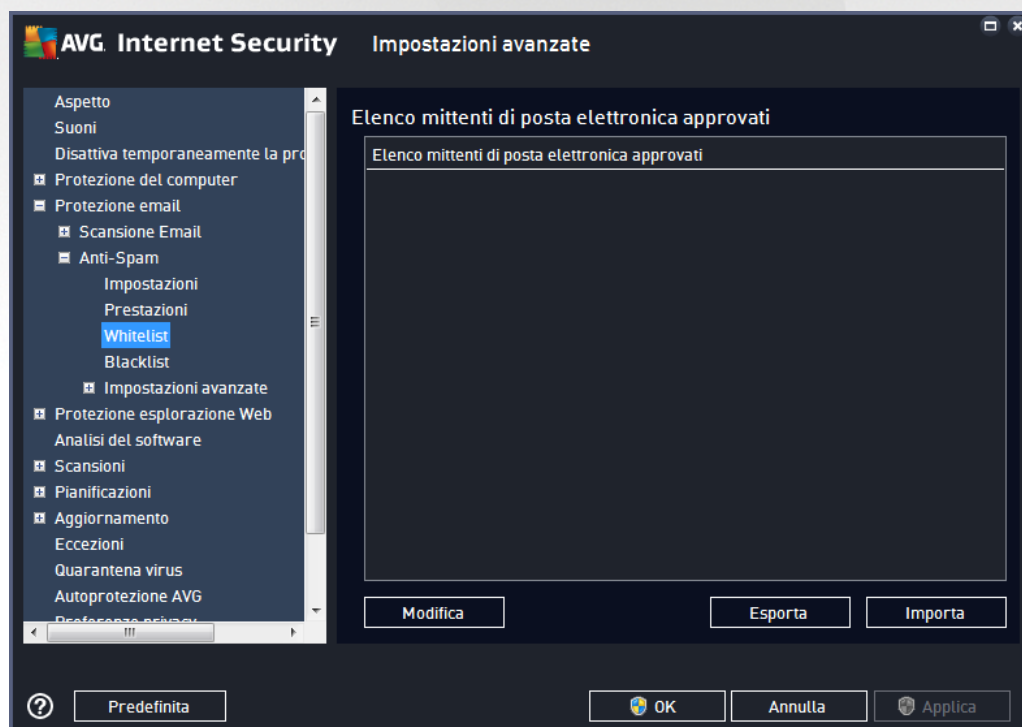 AVG. Internet Security
Impostazioni avanzate
Aspetto
Suoni
Disattiva temporaneamente la pro
Protezione del computer
Protezione email
Scansione Email
Anti-Spam
Impostazioni
Prestazioni
Whitelist
Blacklist
Impostazioni avanzate
Protezione esplorazione Web
Analisi del software
Scansioni
Pianificazioni
Aggiornamento
Eccezioni
Quarantena virus
Autoprotezione AVG
Preferenze privacy
Elenco mittenti di posta elettronica approvati
Elenco mittenti di posta elettronica approvati
Modifica
Esporta
Importa
Predefinita
OK
Annulla
Applica